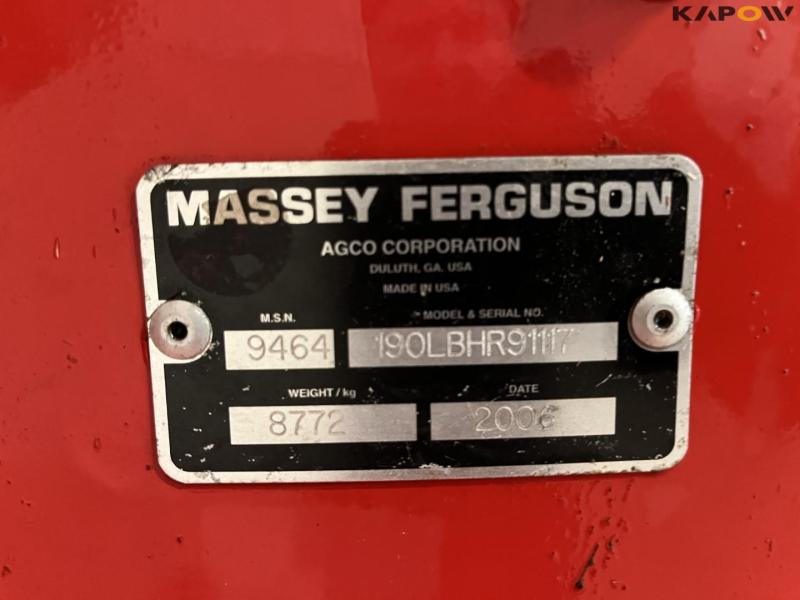 KAPOW
MASSEY FERGUSON
AGCO CORPORATION
DULUTH, GA. USA
MADE IN USA
M.S.N. MODEL & SERIAL NO.
9464 190LBHR91117
WEIGHT/kg DATE
8772 2006